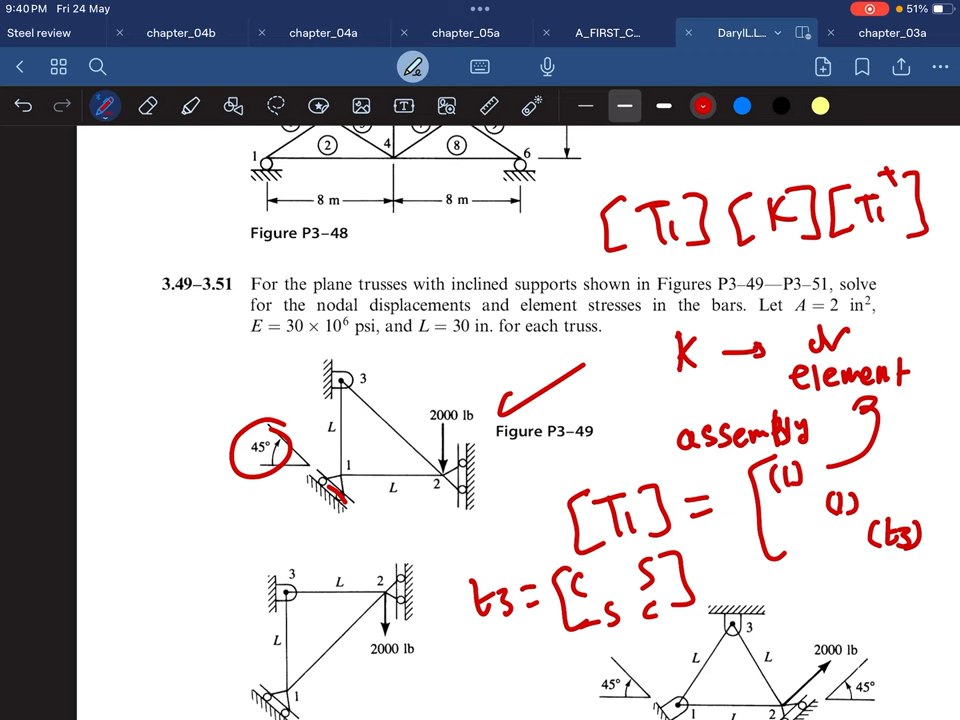 9:40 PM Fri 24 May
51%
Steel review
chapter_04b
chapter_04a
chapter_05a
A_FIRST_C...
DarylL.L...
chapter_03a
2
4
8
1
6
8 m
8 m
Figure P3–48
[T1] [K] [T1ᵀ]
3.49–3.51 For the plane trusses with inclined supports shown in Figures P3–49—P3–51, solve
for the nodal displacements and element stresses in the bars. Let A = 2 in², 
E = 30 × 10⁶ psi, and L = 30 in. for each truss.
K →
element
3
2000 lb
Figure P3–49
L
45°
1
L
2
assembly
[T1] = [(1)
(1)
(t3)
t3 = [C S
-S C]
3
L
2
L
2000 lb
1
3
L
L
2000 lb
45°
45°
1
L
2